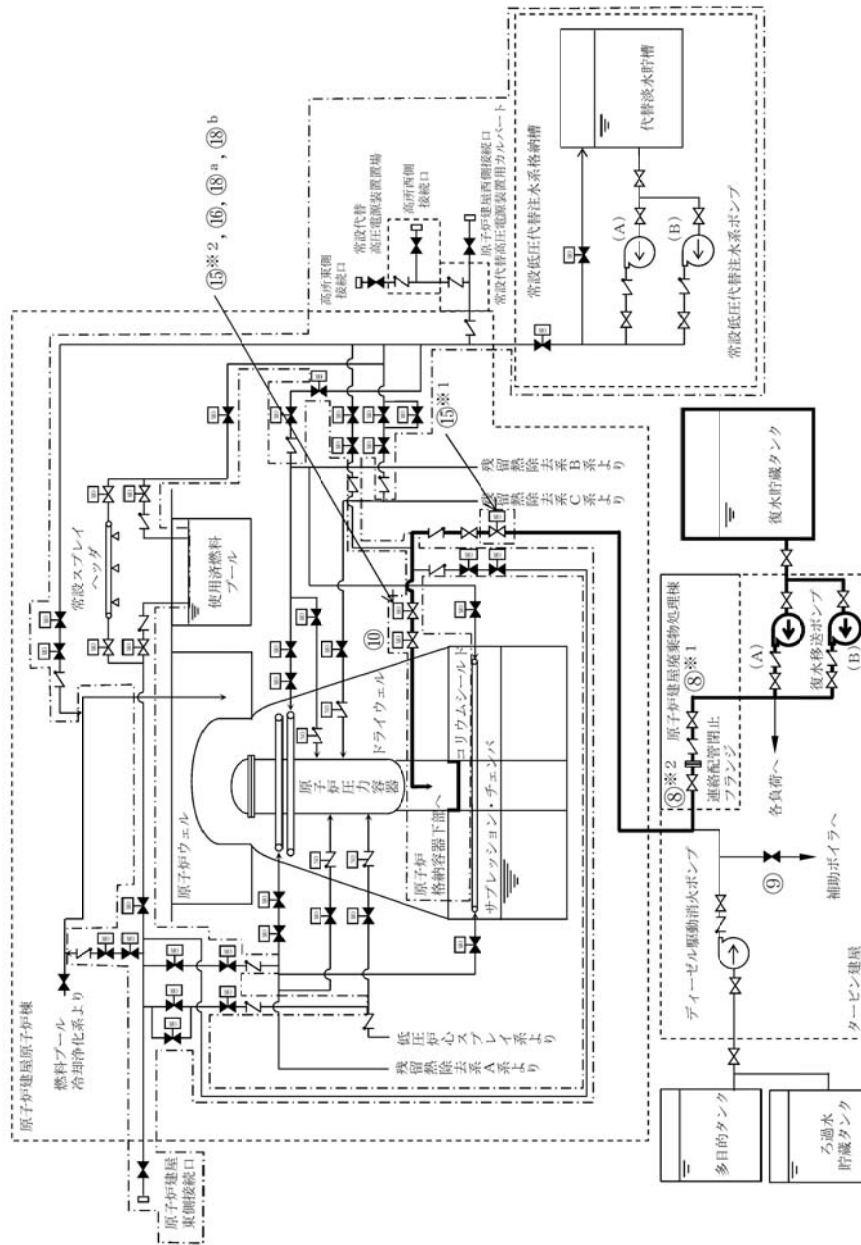 原子炉建屋原子炉棟
燃料プール
冷却浄化系より
原子炉建屋
東側接続口
原子炉ウェル
常設スプレイ
ヘッダ
使用済燃料
プール
⑮※2, ⑯, ⑱a, ⑱b
高所東側
接続口
常設代替
高圧電源装置置場
高所西側
接続口
原子炉建屋西側接続口
常設代替高圧電源装置用カルバート
常設低圧代替注水系格納槽
代替淡水貯槽
(A)
(B)
常設低圧代替注水系ポンプ
原子炉圧力容器
ドライウェル
⑩
⑮※1
残留熱除去系B系より
残留熱除去系C系より
コリウムシールド
原子炉
格納容器下部へ
サプレッション・チェンバ
低圧炉心スプレイ系より
残留熱除去系A系より
復水貯蔵タンク
原子炉建屋廃棄物処理棟
⑧※1
⑧※2
連絡配管閉止
フランジ
(A)
復水移送ポンプ
(B)
各負荷へ
ディーゼル駆動消火ポンプ
⑨
補助ボイラへ
タービン建屋
多目的タンク
ろ過水
貯蔵タンク